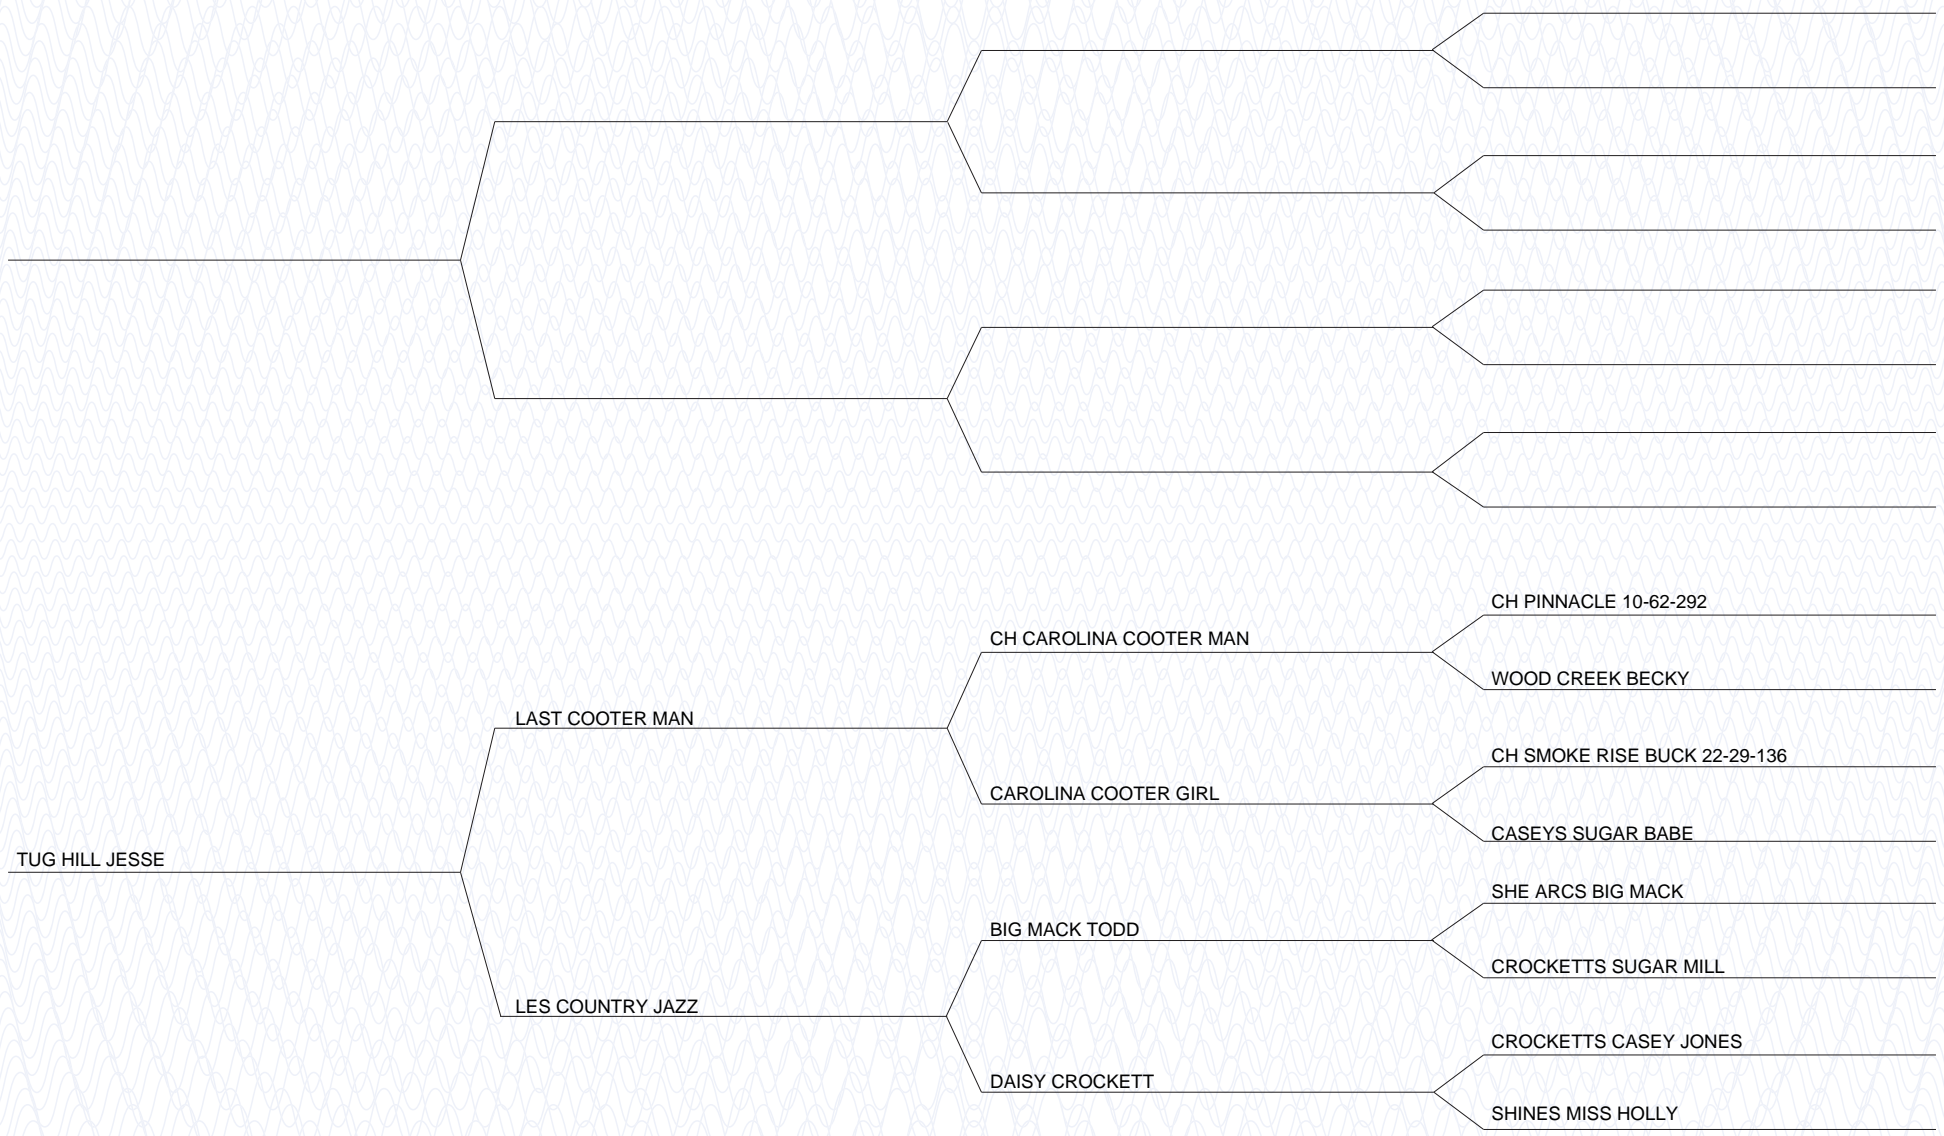 CH PINNACLE 10-62-292
CH CAROLINA COOTER MAN
WOOD CREEK BECKY
LAST COOTER MAN
CH SMOKE RISE BUCK 22-29-136
CAROLINA COOTER GIRL
CASEYS SUGAR BABE
TUG HILL JESSE
SHE ARCS BIG MACK
BIG MACK TODD
CROCKETTS SUGAR MILL
LES COUNTRY JAZZ
CROCKETTS CASEY JONES
DAISY CROCKETT
SHINES MISS HOLLY